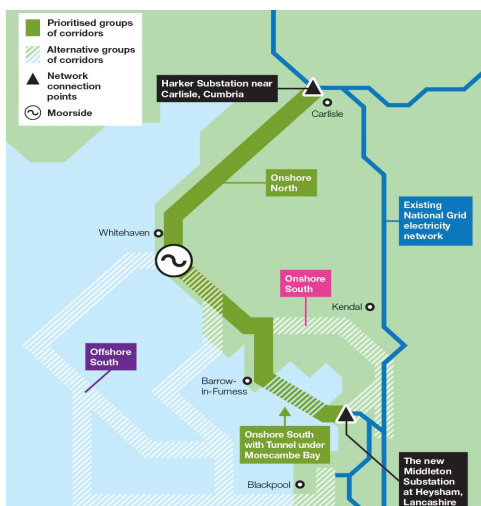 Prioritised groups
of corridors
Alternative groups
of corridors
Network
connection
points
Moorside
Harker Substation near
Carlisle, Cumbria
Carlisle
Onshore
North
Existing
National Grid
electricity
network
Whitehaven
Onshore
South
Kendal
Offshore
South
Barrow-
in-Furness
Onshore South
with Tunnel under
Morecambe Bay
The new
Middleton
Substation
at Heysham,
Lancashire
Blackpool